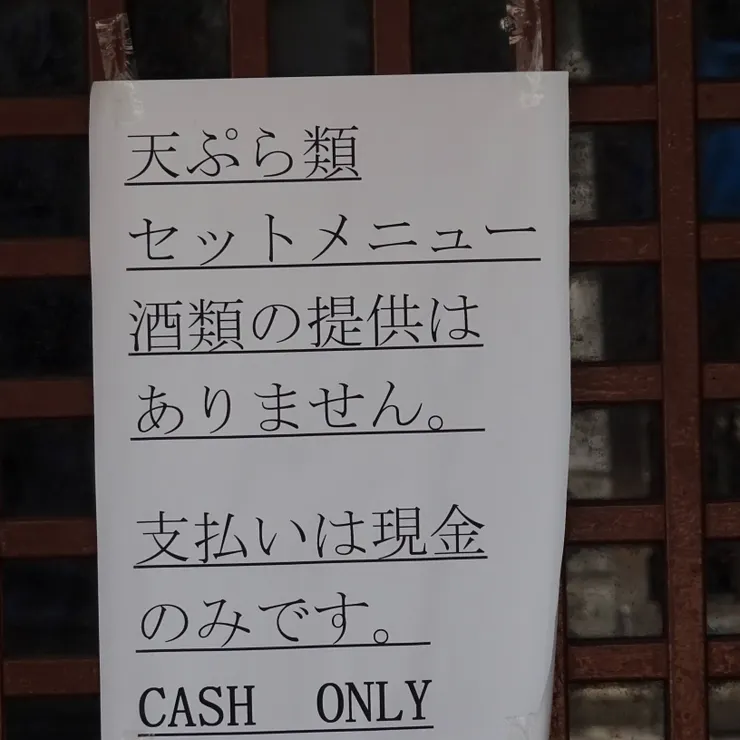 天ぷら類
セットメニュー
酒類の提供は
ありません。
支払いは現金
のみです。
CASH ONLY